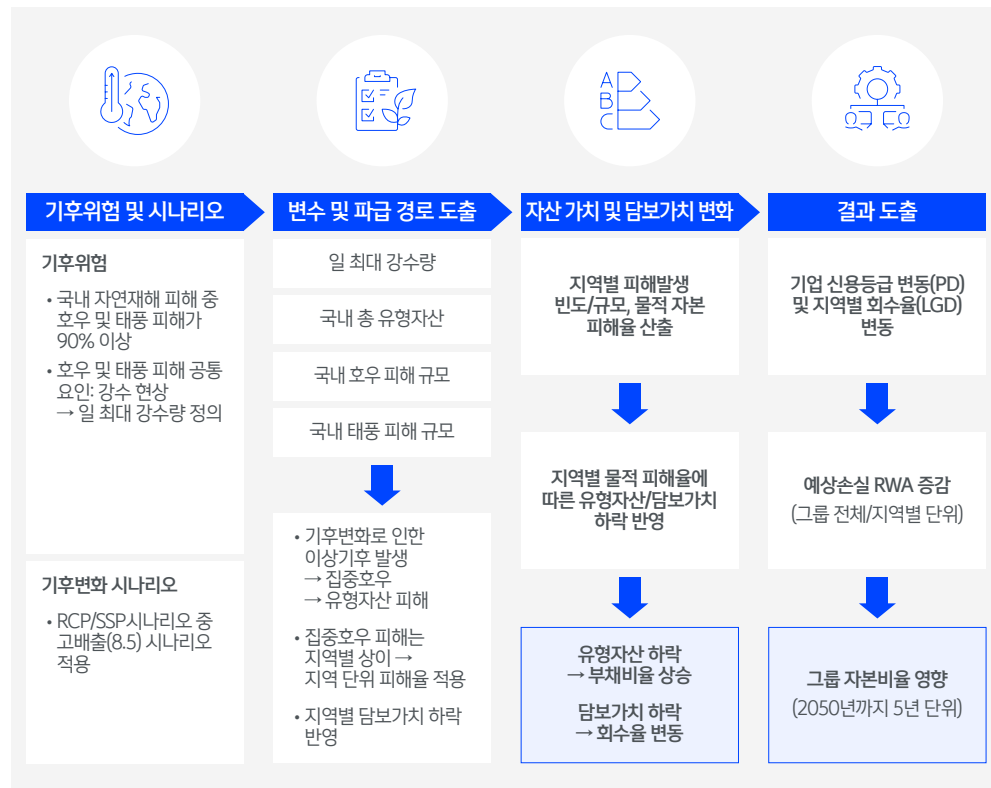 A
B
C
기후위험 및 시나리오
기후위험
• 국내 자연재해 피해 중
호우 및 태풍 피해가
90% 이상
• 호우 및 태풍 피해 공통
요인: 강수 현상
→ 일 최대 강수량 정의
기후변화 시나리오
• RCP/SSP시나리오 중
고배출(8.5) 시나리오
적용
변수 및 파급 경로 도출
일 최대 강수량
국내 총 유형자산
국내 호우 피해 규모
국내 태풍 피해 규모
• 기후변화로 인한
이상기후 발생
→ 집중호우
→ 유형자산 피해
• 집중호우 피해는
지역별 상이 →
지역 단위 피해율 적용
• 지역별 담보가치 하락
반영
자산 가치 및 담보가치 변화
지역별 피해발생
빈도/규모, 물적 자본
피해율 산출
지역별 물적 피해율에
따른 유형자산/담보가치
하락 반영
유형자산 하락
→ 부채비율 상승
담보가치 하락
→ 회수율 변동
결과 도출
기업 신용등급 변동(PD)
및 지역별 회수율(LGD)
변동
예상손실 RWA 증감
(그룹 전체/지역별 단위)
그룹 자본비율 영향
(2050년까지 5년 단위)